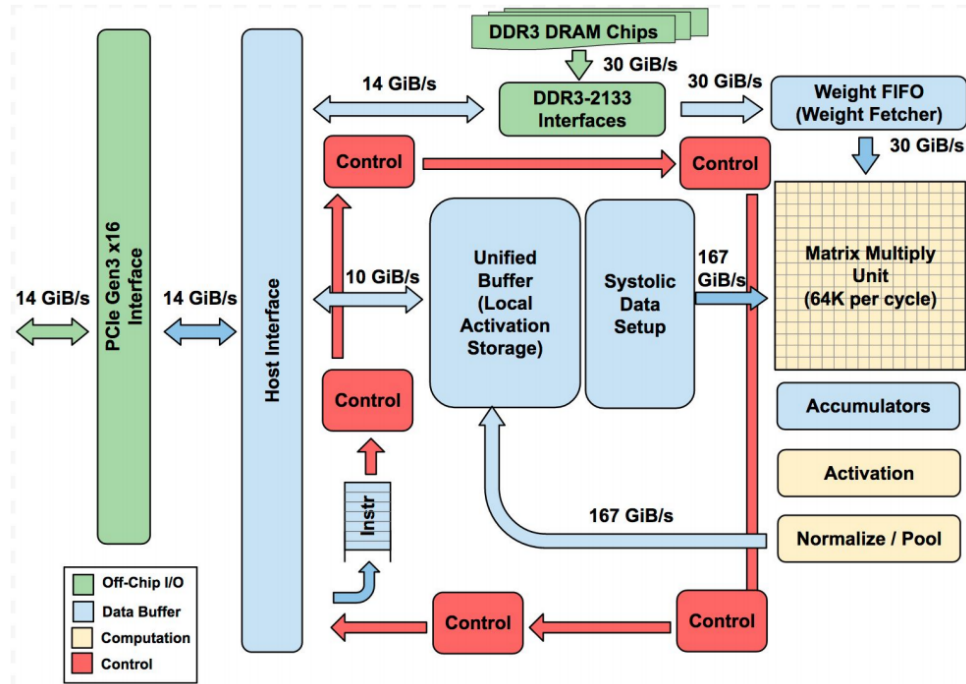 DDR3 DRAM Chips
30 GiB/s
14 GiB/s
DDR3-2133
Interfaces
30 GiB/s
Weight FIFO
(Weight Fetcher)
30 GiB/s
Control
Control
PCIe Gen3 x16
Interface
Host Interface
14 GiB/s
14 GiB/s
10 GiB/s
Unified
Buffer
(Local
Activation
Storage)
Systolic
Data
Setup
167
GiB/s
Matrix Multiply
Unit
(64K per cycle)
Control
Accumulators
Activation
Instr
167 GiB/s
Normalize / Pool
Off-Chip I/O
Data Buffer
Computation
Control
Control
Control